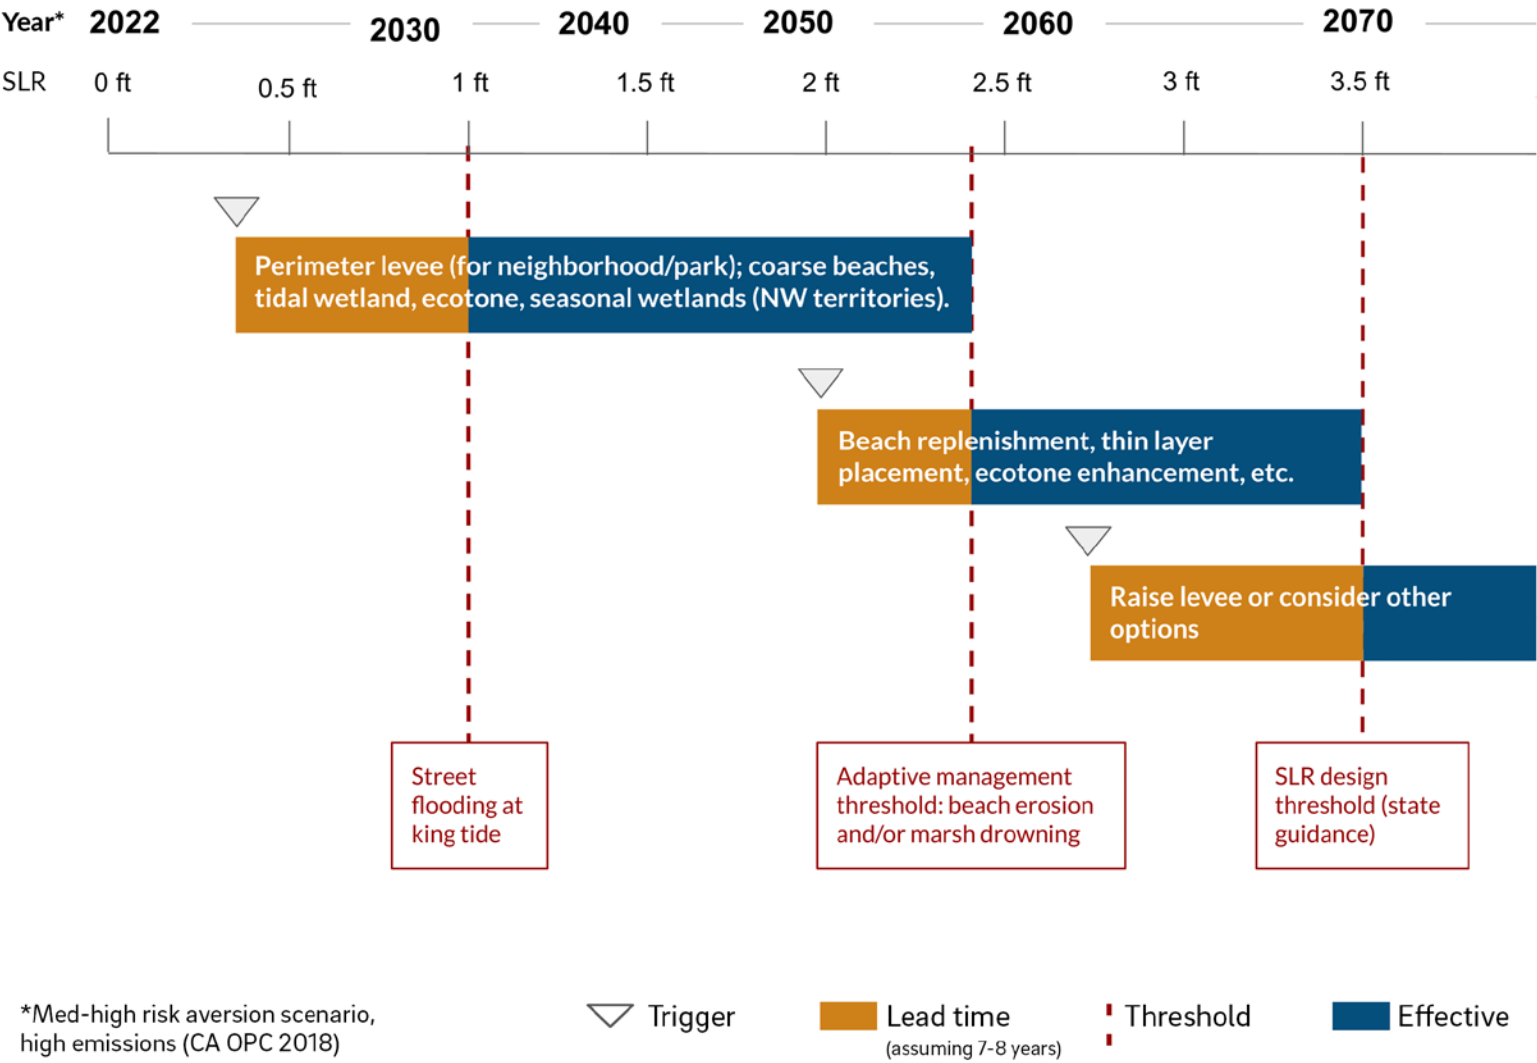 Year* 2022 2030 2040 2050 2060 2070
SLR 0 ft 0.5 ft 1 ft 1.5 ft 2 ft 2.5 ft 3 ft 3.5 ft
Perimeter levee (for neighborhood/park); coarse beaches,
tidal wetland, ecotone, seasonal wetlands (NW territories).
Beach replenishment, thin layer
placement, ecotone enhancement, etc.
Raise levee or consider other
options
Street
flooding at
king tide
Adaptive management
threshold: beach erosion
and/or marsh drowning
SLR design
threshold (state
guidance)
*Med-high risk aversion scenario,
high emissions (CA OPC 2018)
Trigger
Lead time
(assuming 7-8 years)
Threshold
Effective